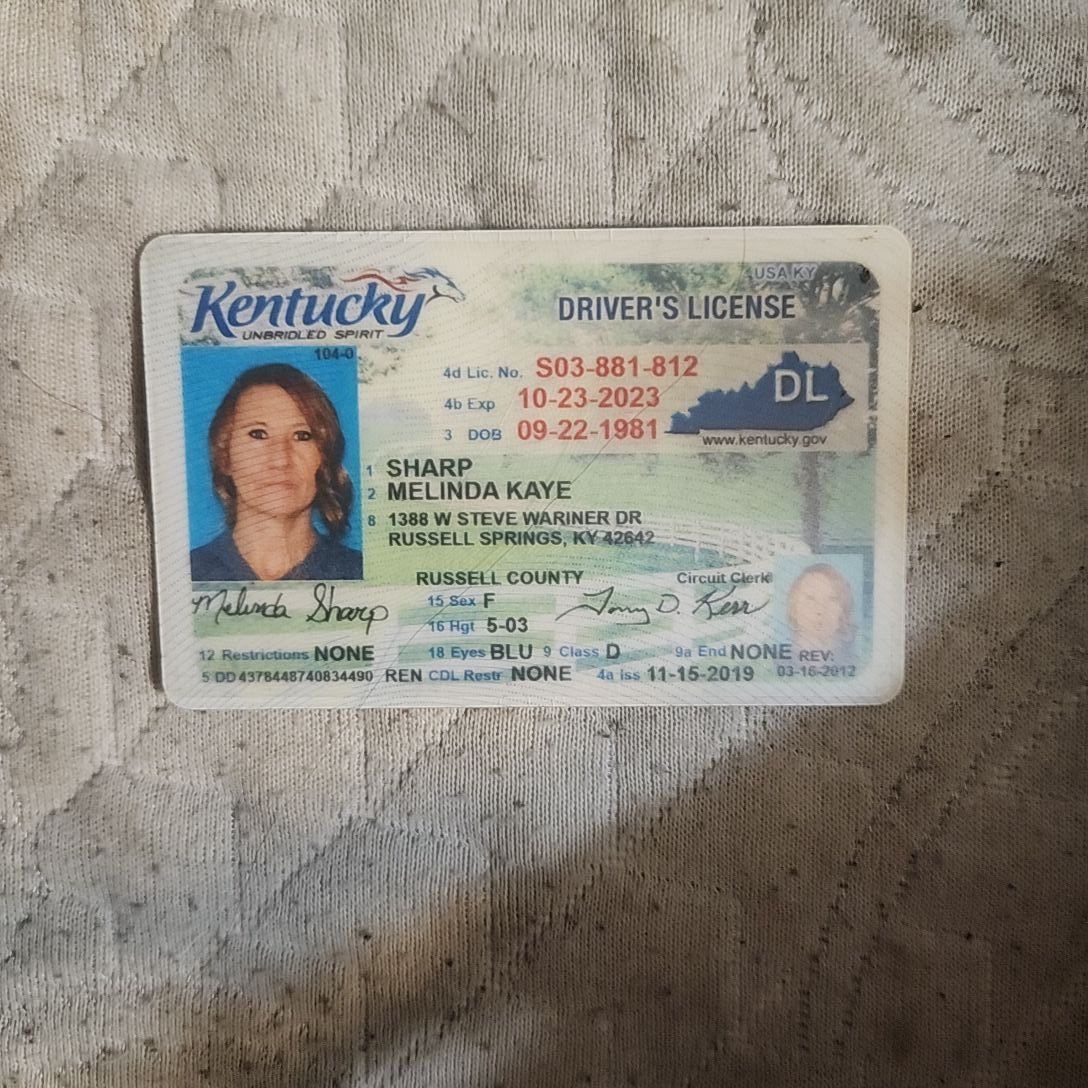 Kentucky
UNBRIDLED SPIRIT
USA KY
DRIVER'S LICENSE
104-0
4d Lic. No. S03-881-812
4b Exp 10-23-2023
3 DOB 09-22-1981
DL
www.kentucky.gov
1 SHARP
2 MELINDA KAYE
8 1388 W STEVE WARINER DR
RUSSELL SPRINGS, KY 42642
RUSSELL COUNTY
Circuit Clerk
Melinda Sharp
15 Sex F
16 Hgt 5-03
12 Restrictions NONE 18 Eyes BLU 9 Class D 9a End NONE REV:
5 DD 4378448740834490 REN CDL Restr NONE 4a Iss 11-15-2019 03-16-2012